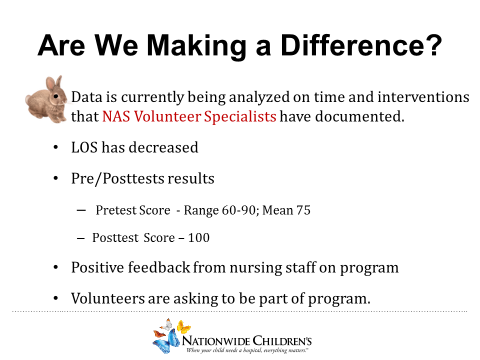 Are We Making a Difference?
Data is currently being analyzed on time and interventions
that NAS Volunteer Specialists have documented.
• LOS has decreased
• Pre/Posttests results
– Pretest Score - Range 60-90; Mean 75
– Posttest Score – 100
• Positive feedback from nursing staff on program
• Volunteers are asking to be part of program.
NATIONWIDE CHILDREN'S
When your child needs a hospital, everything matters.™